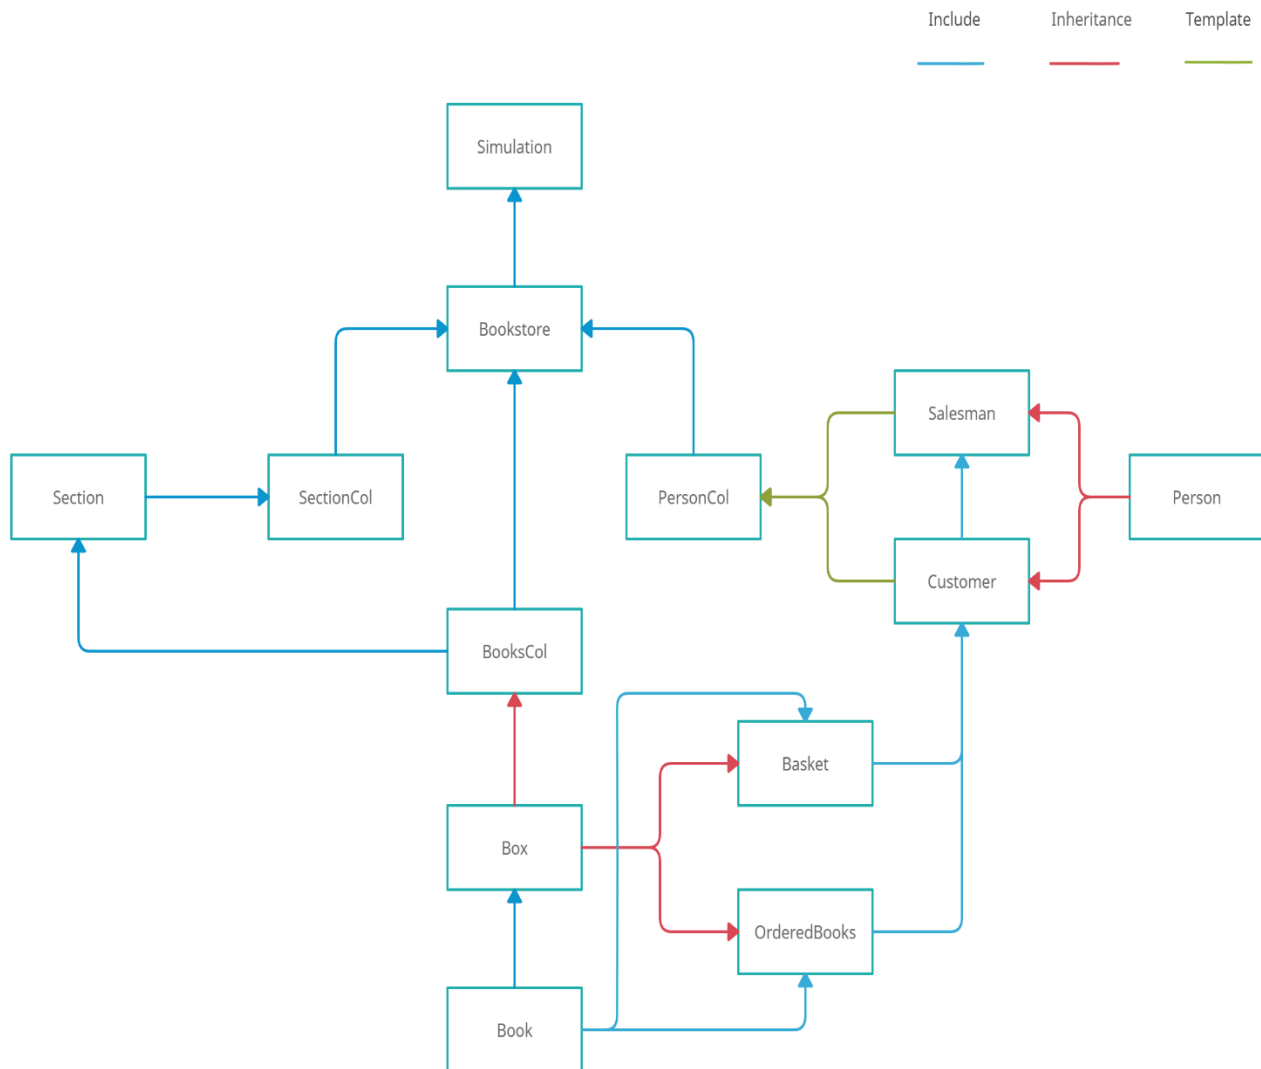 Include Inheritance Template
Simulation
Bookstore
Salesman
Section SectionCol PersonCol Person
Customer
BooksCol
Basket
Box
OrderedBooks
Book